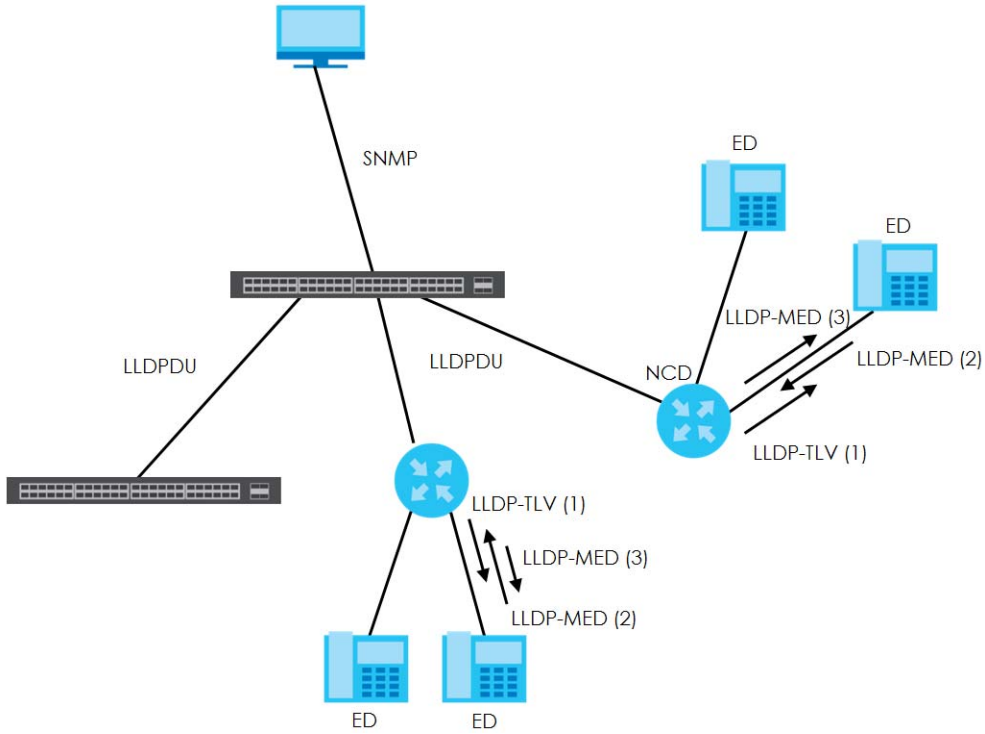 SNMP
ED
ED
LLDP-MED (3)
LLDPDU
LLDPDU
LLDP-MED (2)
NCD
LLDP-TLV (1)
LLDP-TLV (1)
LLDP-MED (3)
LLDP-MED (2)
ED
ED